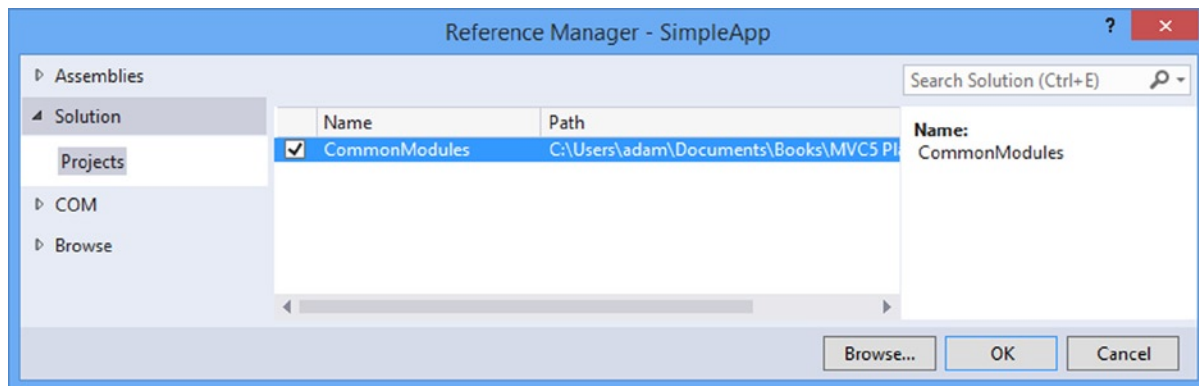 Reference Manager - SimpleApp
?
Assemblies
Search Solution (Ctrl+E)
Solution
Projects
COM
Browse
Name
Path
CommonModules
C:\Users\adam\Documents\Books\MVC5 Pl
Name:
CommonModules
Browse...
OK
Cancel